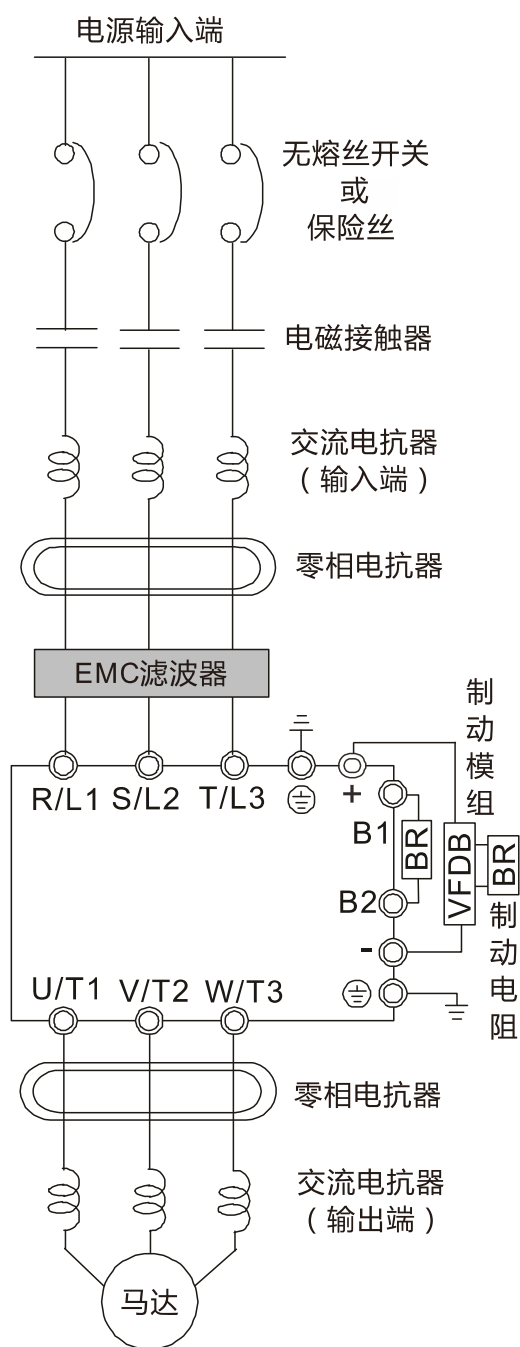 电源输入端
无熔丝开关
或
保险丝
电磁接触器
交流电抗器
(输入端)
零相电抗器
EMC滤波器
制动模组
R/L1 S/L2 T/L3
+
B1
BR
VFDB
BR
B2
制动电阻
-
U/T1 V/T2 W/T3
零相电抗器
交流电抗器
(输出端)
马达